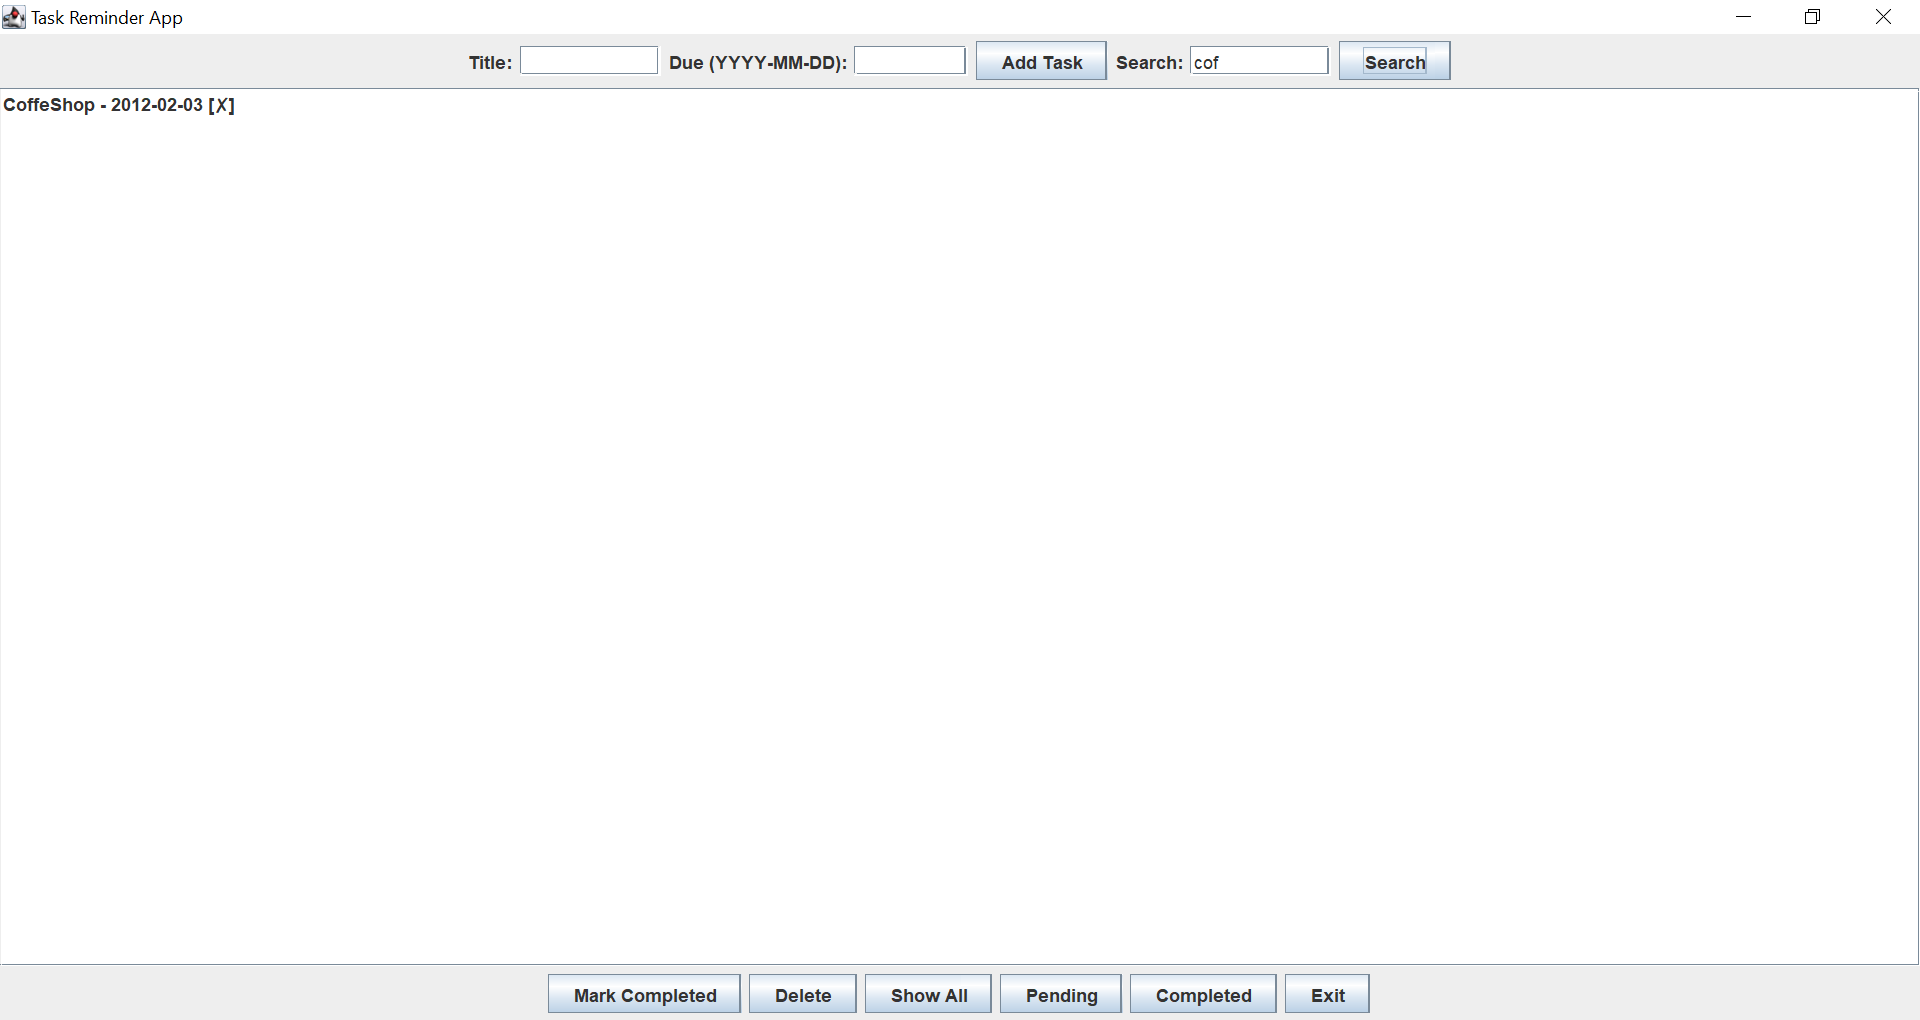 Task Reminder App
Title: Due (YYYY-MM-DD): Add Task Search: cof Search
CoffeShop - 2012-02-03 [✗]
Mark Completed Delete Show All Pending Completed Exit